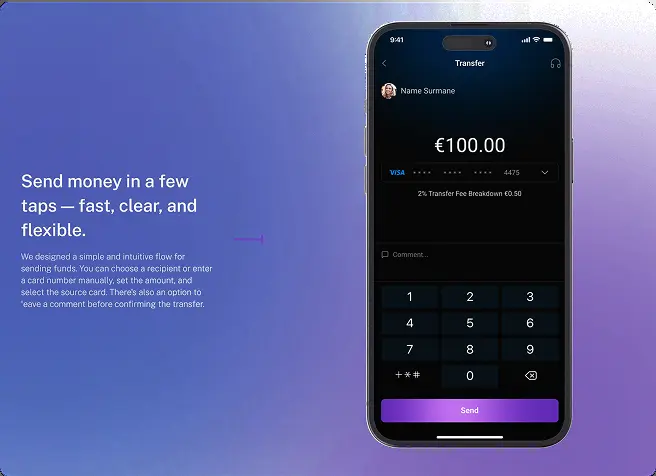 Send money in a few
taps — fast, clear, and
flexible.
We designed a simple and intuitive flow for
sending funds. You can choose a recipient or enter
a card number manually, set the amount, and
select the source card. There's also an option to
leave a comment before confirming the transfer.
9:41
Transfer
Name Surmane
€100.00
VISA •••• •••• •••• 4475
2% Transfer Fee Breakdown €0.50
Comment...
1 2 3
4 5 6
7 8 9
+*# 0
Send